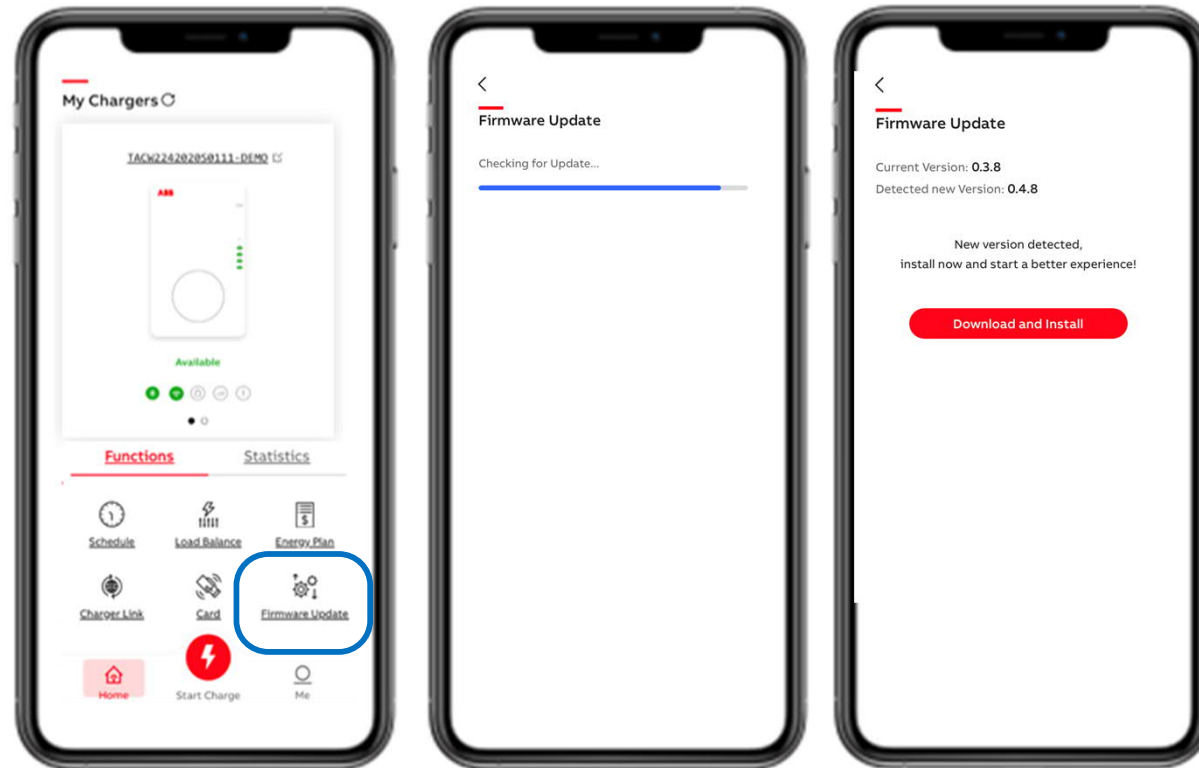 My Chargers
TACW224202050111-DEMO
ABB
Available
Functions
Statistics
Schedule
Load Balance
Energy Plan
Charger Link
Card
Firmware Update
Home
Start Charge
Me
Firmware Update
Checking for Update...
Firmware Update
Current Version: 0.3.8
Detected new Version: 0.4.8
New version detected,
install now and start a better experience!
Download and Install